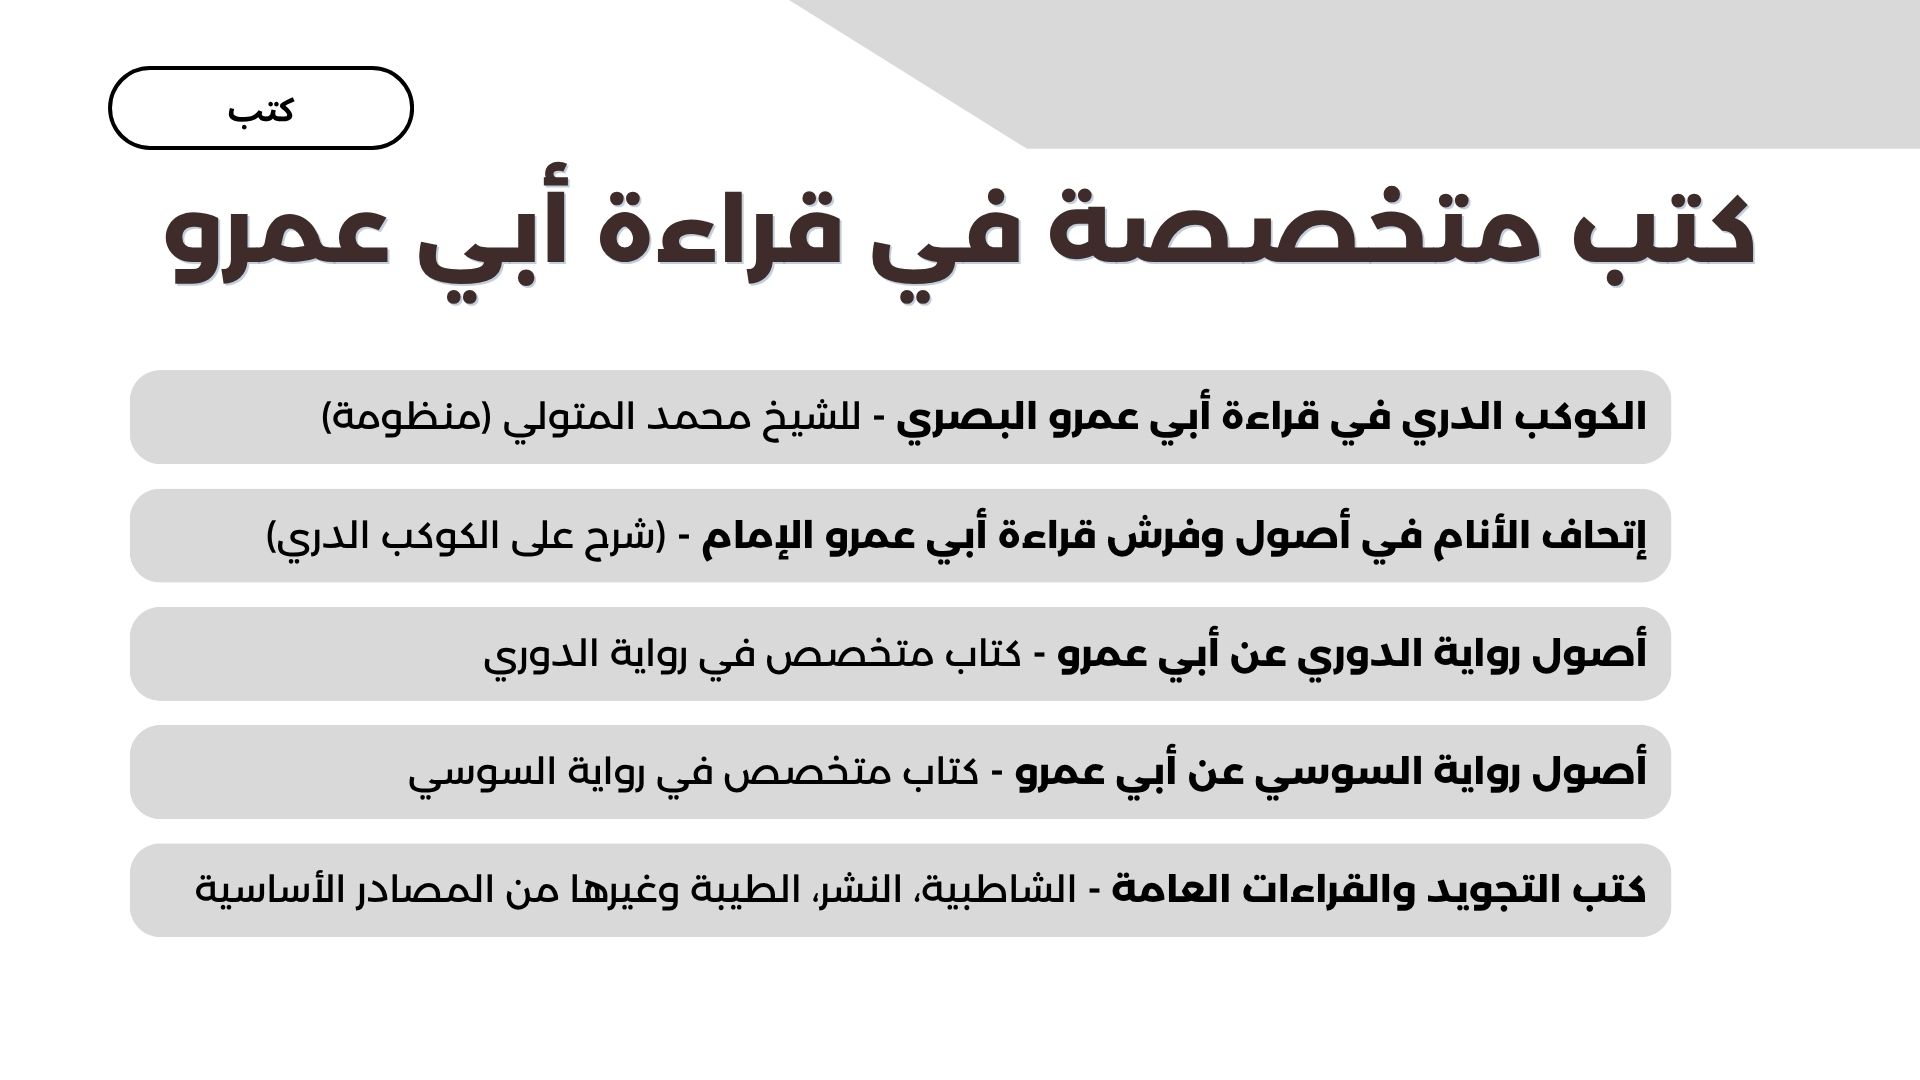 كتب
كتب متخصصة في قراءة أبي عمرو
الكوكب الدري في قراءة أبي عمرو البصري - للشيخ محمد المتولي (منظومة)
إتحاف الأنام في أصول وفرش قراءة أبي عمرو الإمام - (شرح على الكوكب الدري)
أصول رواية الدوري عن أبي عمرو - كتاب متخصص في رواية الدوري
أصول رواية السوسي عن أبي عمرو - كتاب متخصص في رواية السوسي
كتب التجويد والقراءات العامة - الشاطبية، النشر، الطيبة وغيرها من المصادر الأساسية